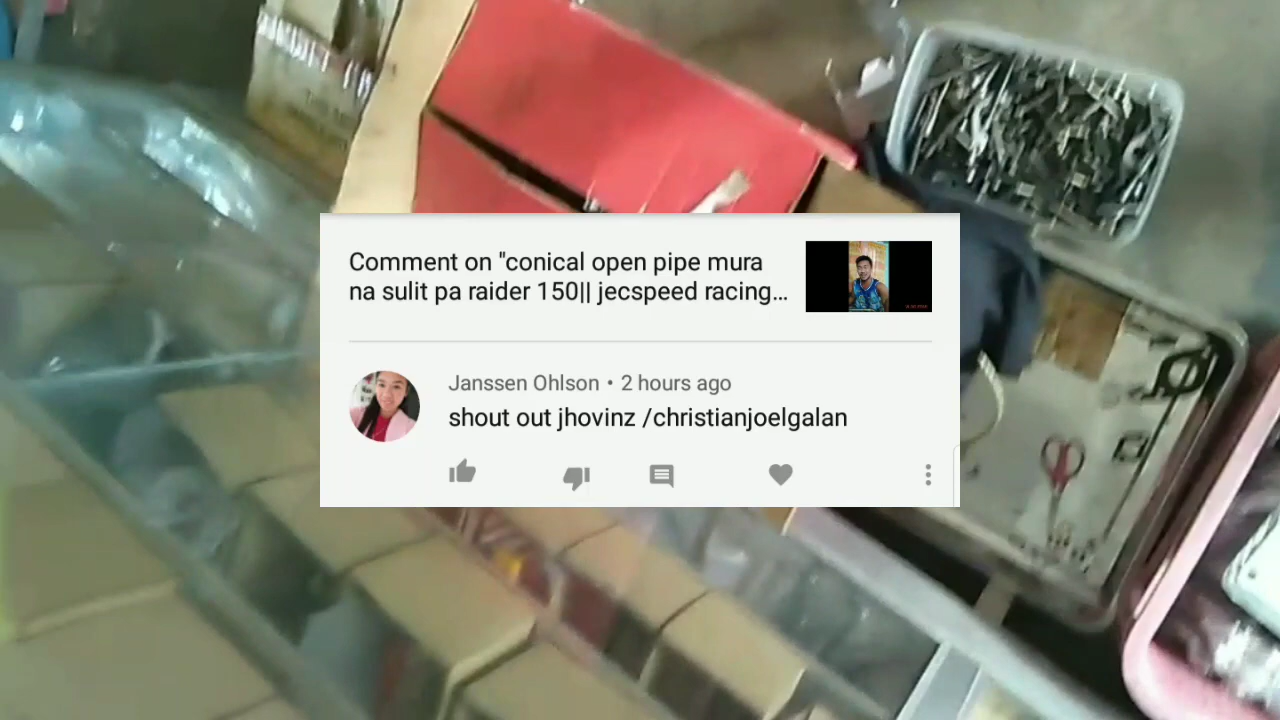 Comment on "conical open pipe mura
na sulit pa raider 150|| jecspeed racing...
Janssen Ohlson • 2 hours ago
shout out jhovinz /christianjoelgalan